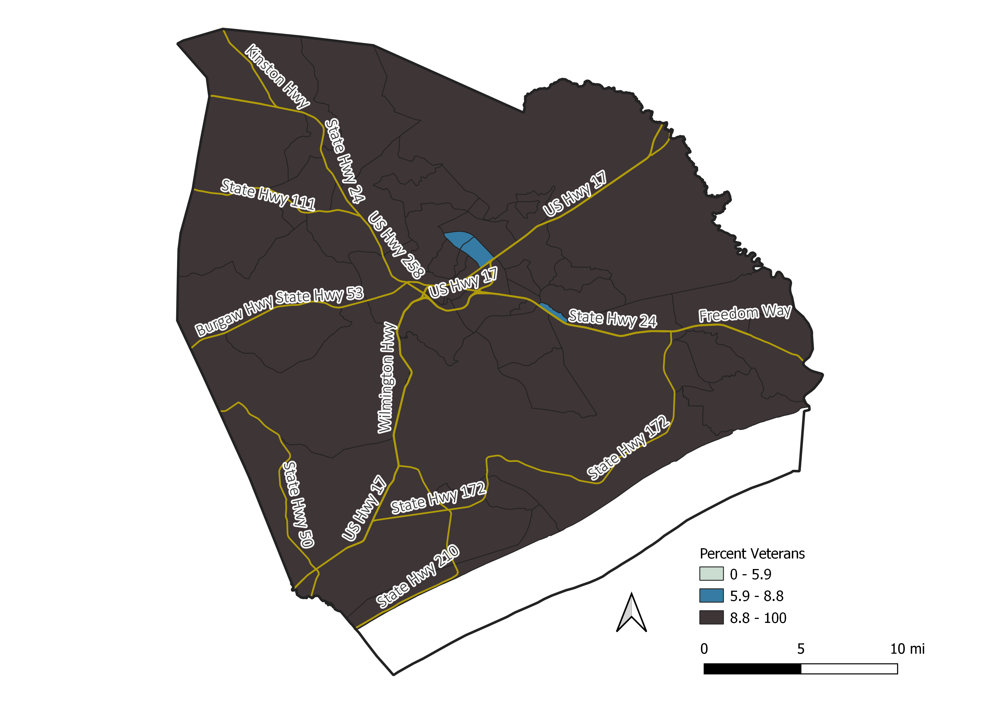 Kinston Hwy
State Hwy 24
State Hwy 111
US Hwy 17
US Hwy 258
US Hwy 17
State Hwy 53
Burgaw Hwy
State Hwy 24
Freedom Way
Wilmington Hwy
State Hwy 172
State Hwy 50
US Hwy 17
State Hwy 172
State Hwy 210
Percent Veterans
0 - 5.9
5.9 - 8.8
8.8 - 100
0 5 10 mi